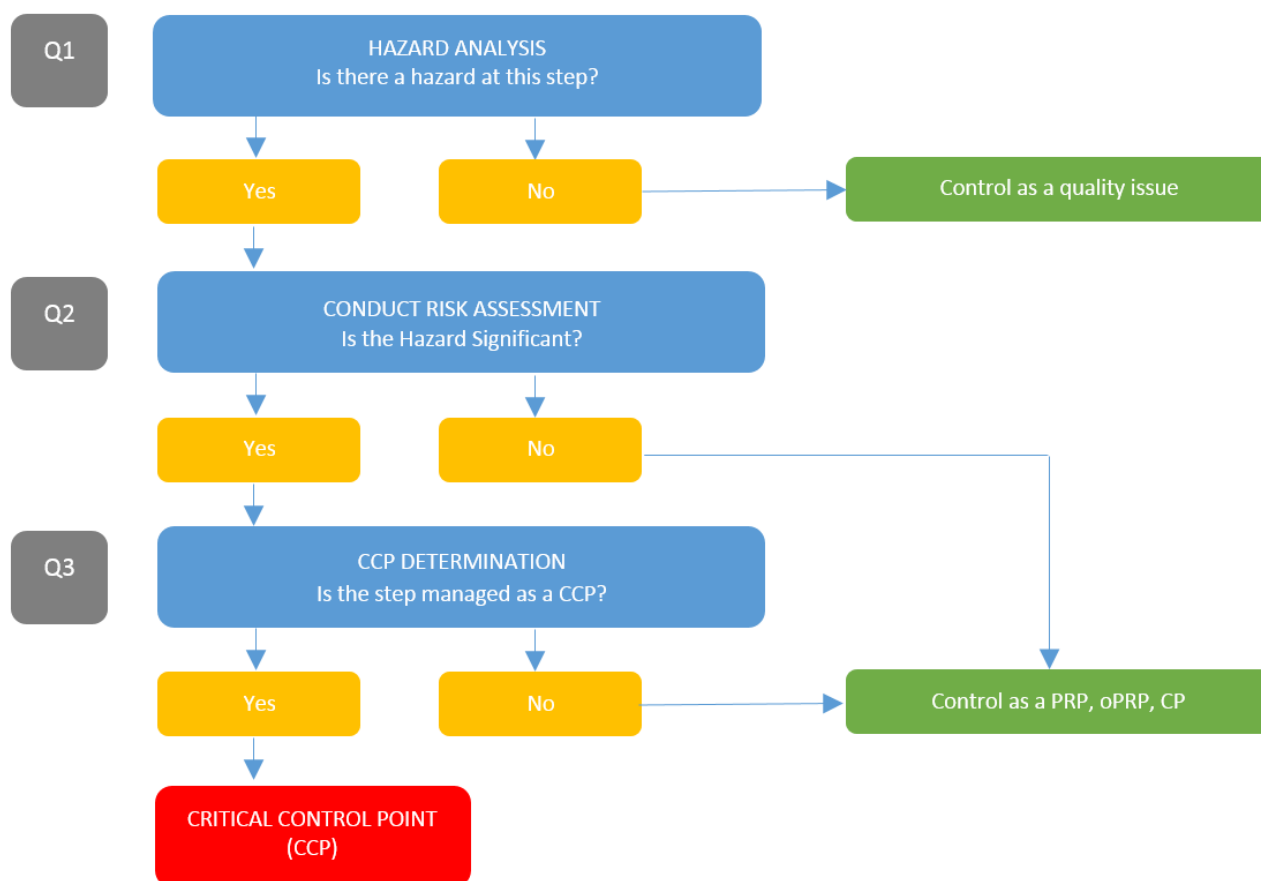 Q1
HAZARD ANALYSIS
Is there a hazard at this step?
Yes
No
Control as a quality issue
Q2
CONDUCT RISK ASSESSMENT
Is the Hazard Significant?
Yes
No
Q3
CCP DETERMINATION
Is the step managed as a CCP?
Yes
No
Control as a PRP, oPRP, CP
CRITICAL CONTROL POINT
(CCP)